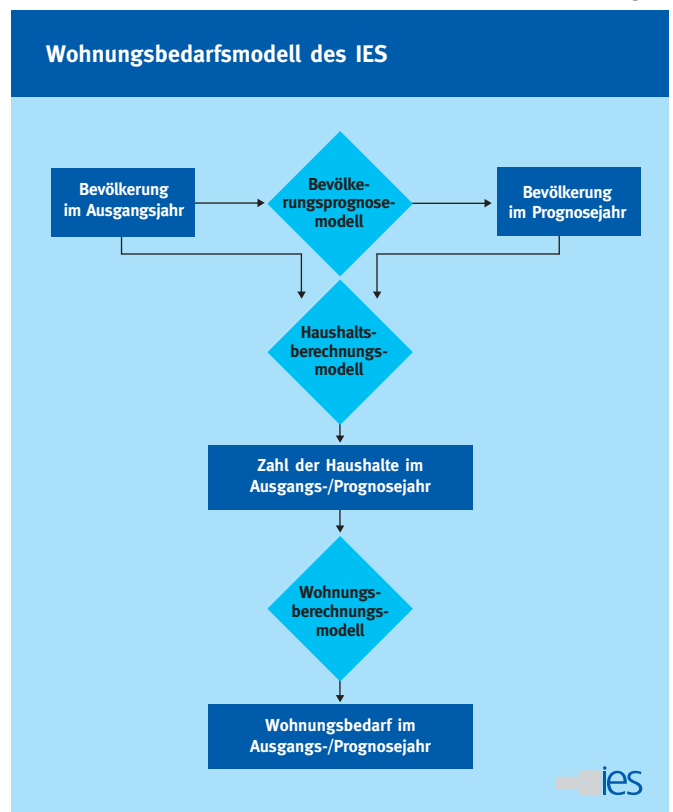 Wohnungsbedarfsmodell des IES
Bevölkerung
im Ausgangsjahr
Bevölke-
rungsprognose-
modell
Bevölkerung
im Prognosejahr
Haushalts-
berechnungs-
modell
Zahl der Haushalte im
Ausgangs-/Prognosejahr
Wohnungs-
berechnungs-
modell
Wohnungsbedarf im
Ausgangs-/Prognosejahr
ies